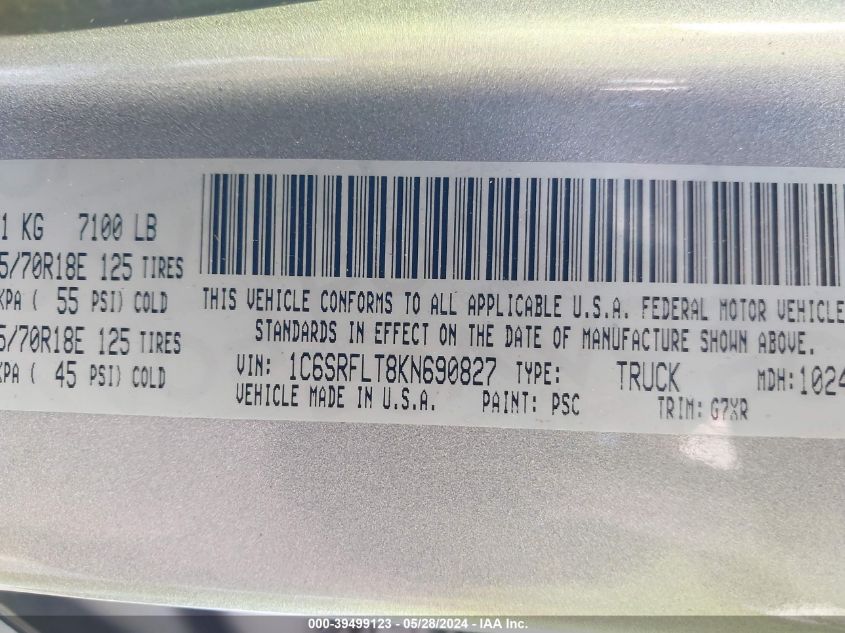 1 KG 7100 LB
5/70R18E 125 TIRES
KPA ( 55 PSI) COLD
5/70R18E 125 TIRES
KPA ( 45 PSI) COLD
THIS VEHICLE CONFORMS TO ALL APPLICABLE U.S.A. FEDERAL MOTOR VEHICLE
STANDARDS IN EFFECT ON THE DATE OF MANUFACTURE SHOWN ABOVE.
VIN: 1C6SRFLT8KN690827 TYPE: TRUCK MDH: 1024
VEHICLE MADE IN U.S.A. PAINT: PSC TRIM: G7XR
000-39499123 - 05/28/2024 - IAA Inc.